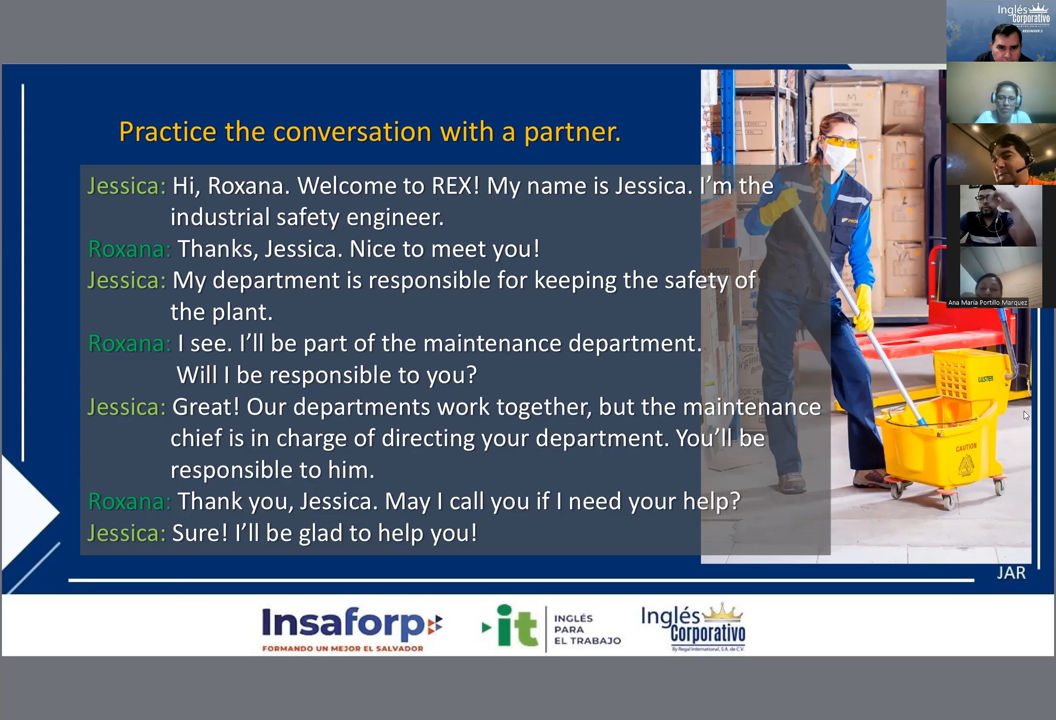 Inglés
Corporativo
BEGINNER 2
Practice the conversation with a partner.
Jessica: Hi, Roxana. Welcome to REX! My name is Jessica. I'm the
industrial safety engineer.
Roxana: Thanks, Jessica. Nice to meet you!
Jessica: My department is responsible for keeping the safety of
the plant.
Roxana: I see. I'll be part of the maintenance department.
Will I be responsible to you?
Jessica: Great! Our departments work together, but the maintenance
chief is in charge of directing your department. You'll be
responsible to him.
Roxana: Thank you, Jessica. May I call you if I need your help?
Jessica: Sure! I'll be glad to help you!
Ana María Portillo Marquez
CAUTION
JAR
Insaforp
FORMANDO UN MEJOR EL SALVADOR
it
INGLÉS
PARA
EL TRABAJO
Inglés
Corporativo
By Regal International, S.A. de C.V.